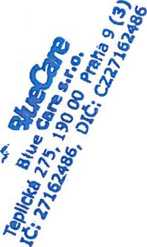 BlueCare
Blue Care s.r.o.
Teplická 275, 190 00 Praha 9 (3)
IČ: 27162486, DIČ: CZ27162486